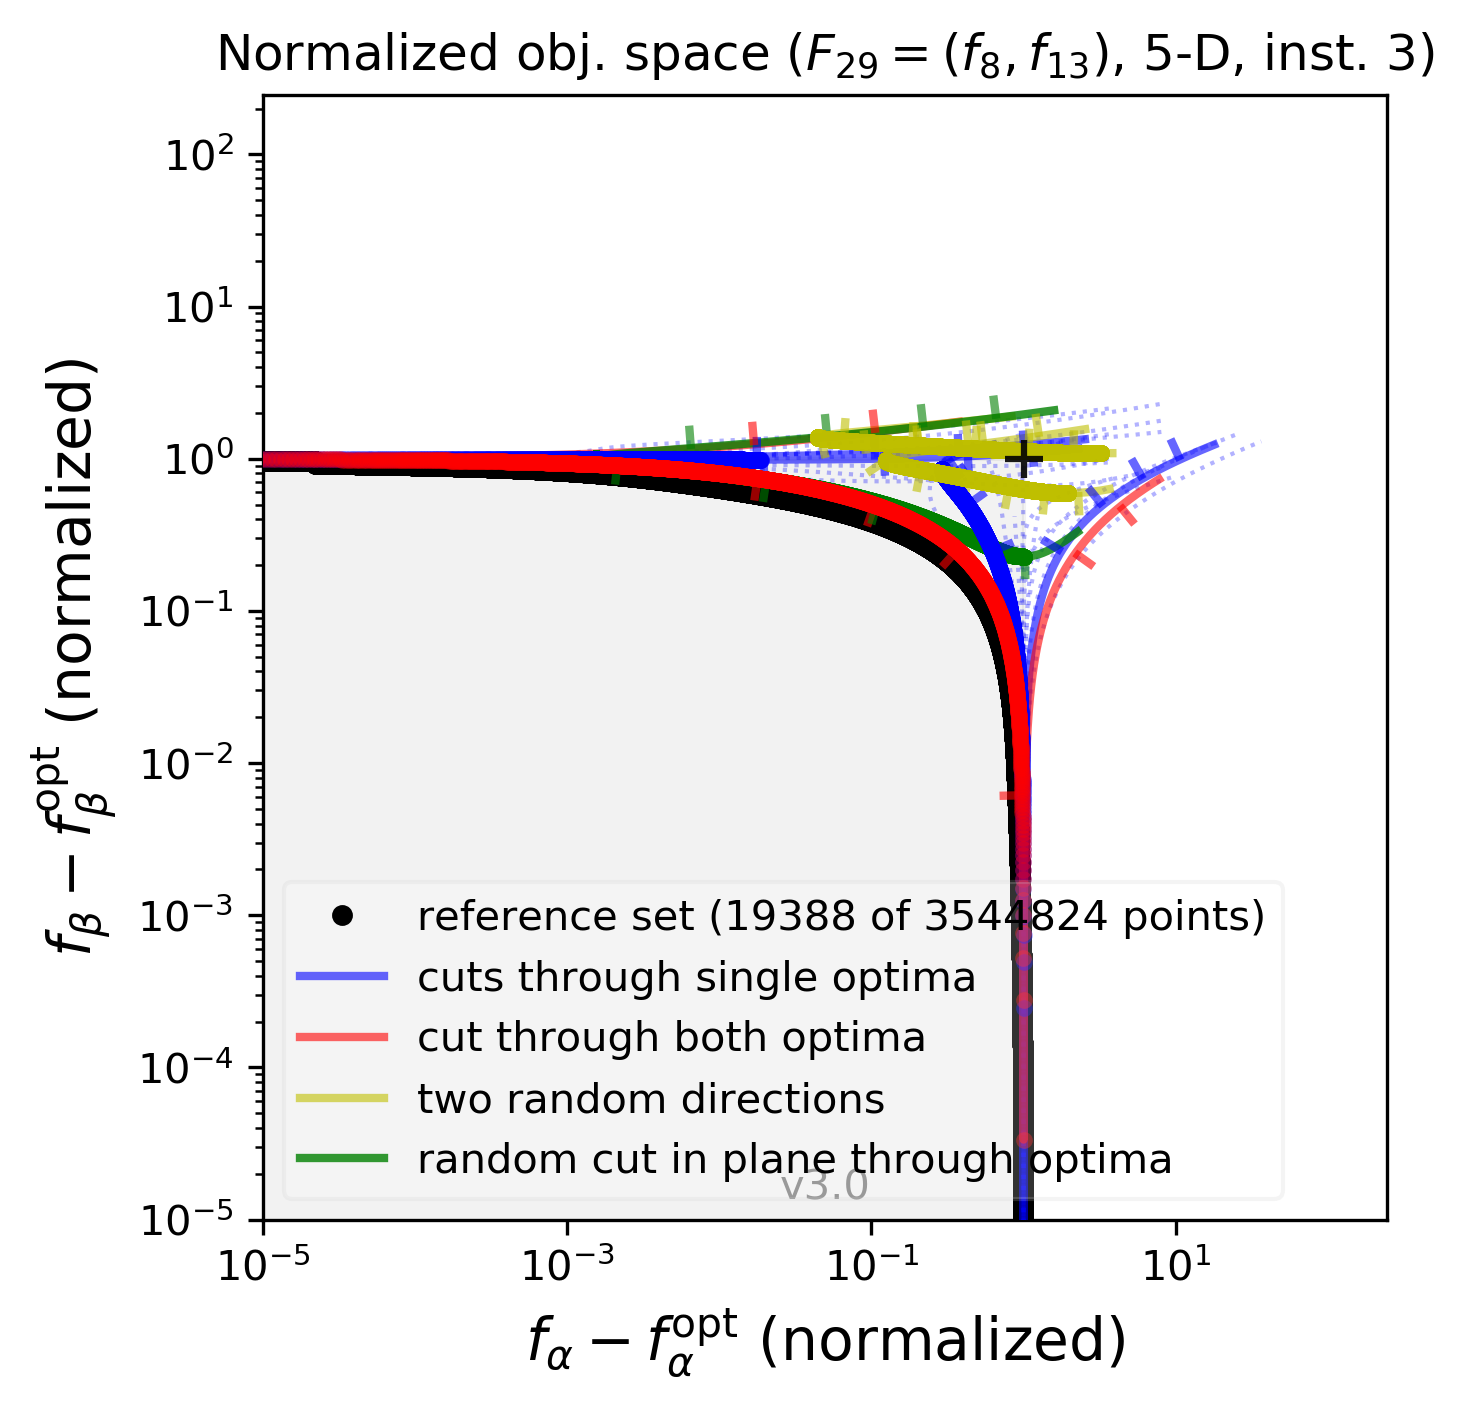 Normalized obj. space (F₂₉ = (f₈, f₁₃), 5-D, inst. 3)
10²
10¹
10⁰
10⁻¹
10⁻²
10⁻³
10⁻⁴
10⁻⁵
f_β − f_β^opt (normalized)
reference set (19388 of 3544824 points)
cuts through single optima
cut through both optima
two random directions
random cut in plane through optima
v3.0
10⁻⁵ 10⁻³ 10⁻¹ 10¹
f_α − f_α^opt (normalized)